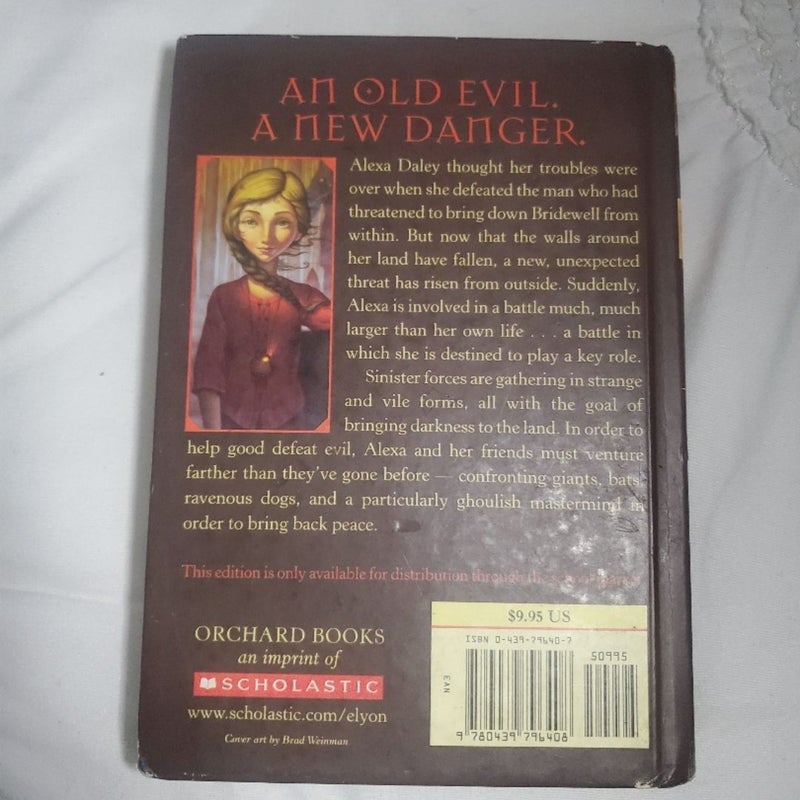 AN OLD EVIL.
A NEW DANGER.
Alexa Daley thought her troubles were
over when she defeated the man who had
threatened to bring down Bridewell from
within. But now that the walls around
her land have fallen, a new, unexpected
threat has risen from outside. Suddenly,
Alexa is involved in a battle much, much
larger than her own life . . . a battle in
which she is destined to play a key role.
Sinister forces are gathering in strange
and vile forms, all with the goal of
bringing darkness to the land. In order to
help good defeat evil, Alexa and her friends must venture
farther than they've gone before — confronting giants, bats,
ravenous dogs, and a particularly ghoulish mastermind in
order to bring back peace.
This edition is only available for distribution through the school market
$9.95 US
ISBN 0-439-79640-7
50995
EAN
9 780439 796408
ORCHARD BOOKS
an imprint of
SCHOLASTIC
www.scholastic.com/elyon
Cover art by Brad Weinman